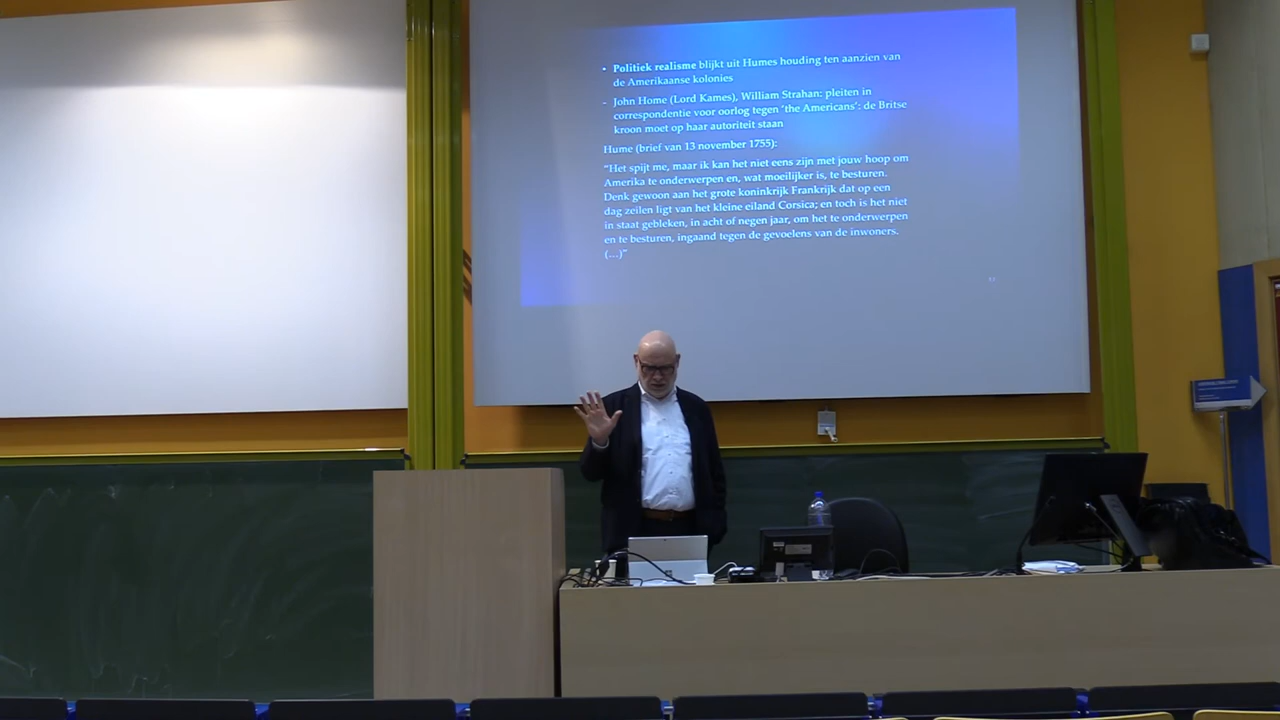 • Politiek realisme blijkt uit Humes houding ten aanzien van
de Amerikaanse kolonies
- John Home (Lord Kames), William Strahan: pleiten in
correspondentie voor oorlog tegen ‘the Americans’: de Britse
kroon moet op haar autoriteit staan
Hume (brief van 13 november 1755):
“Het spijt me, maar ik kan het niet eens zijn met jouw hoop om
Amerika te onderwerpen en, wat moeilijker is, te besturen.
Denk gewoon aan het grote koninkrijk Frankrijk dat op een
dag zeilen ligt van het kleine eiland Corsica; en toch is het niet
in staat gebleken, in acht of negen jaar, om het te onderwerpen
en te besturen, ingaand tegen de gevoelens van de inwoners.
(…)”